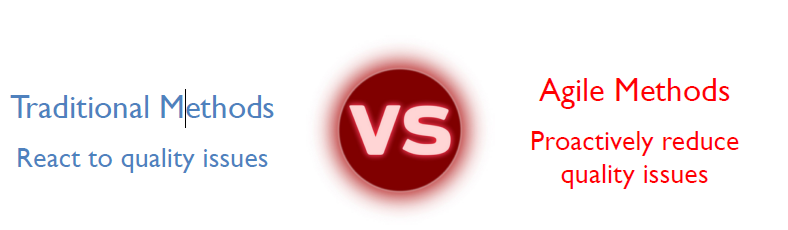 Traditional Methods
React to quality issues
VS
Agile Methods
Proactively reduce
quality issues